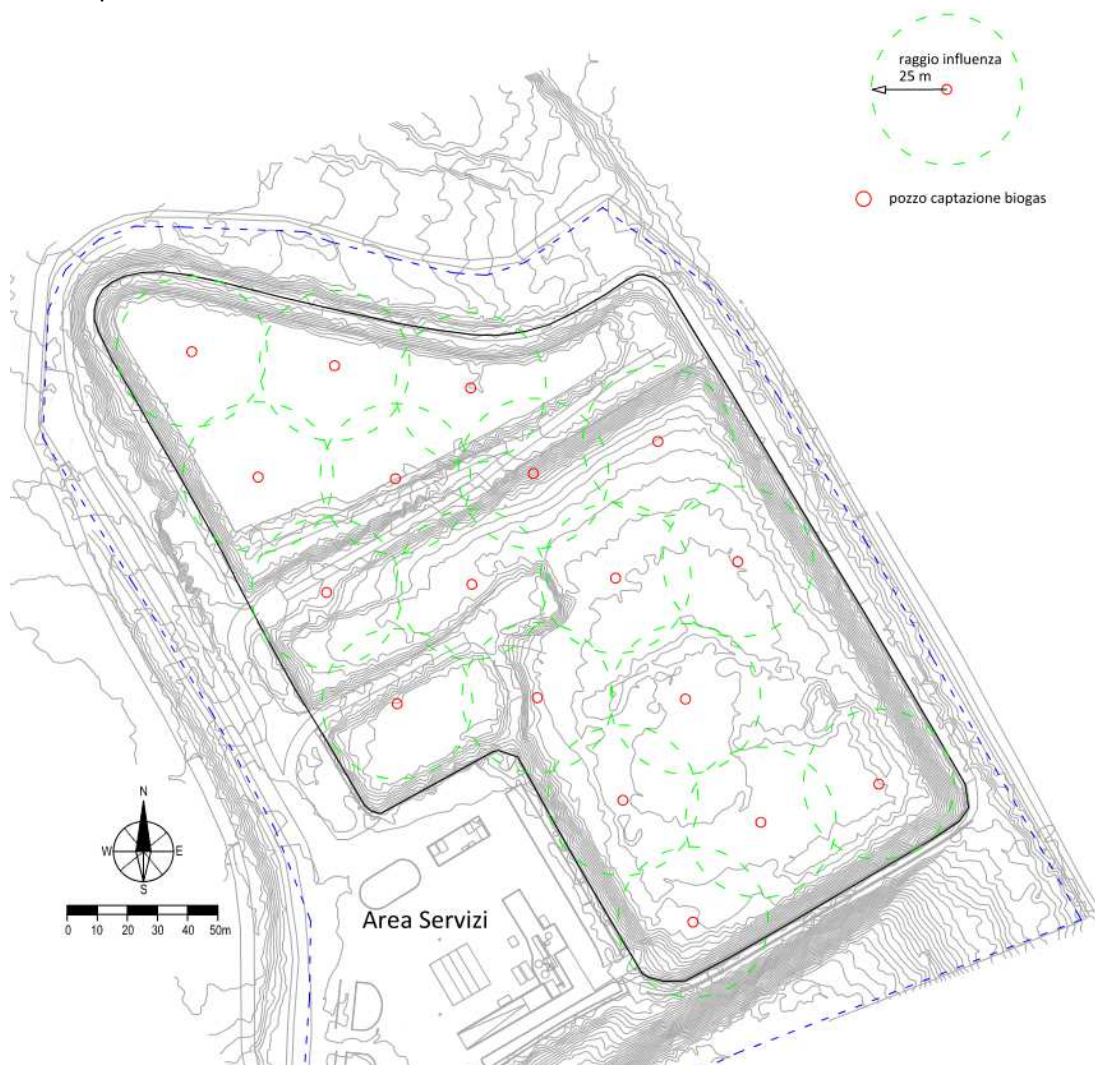 raggio influenza
25 m
pozzo captazione biogas
N
W E
S
0 10 20 30 40 50m
Area Servizi